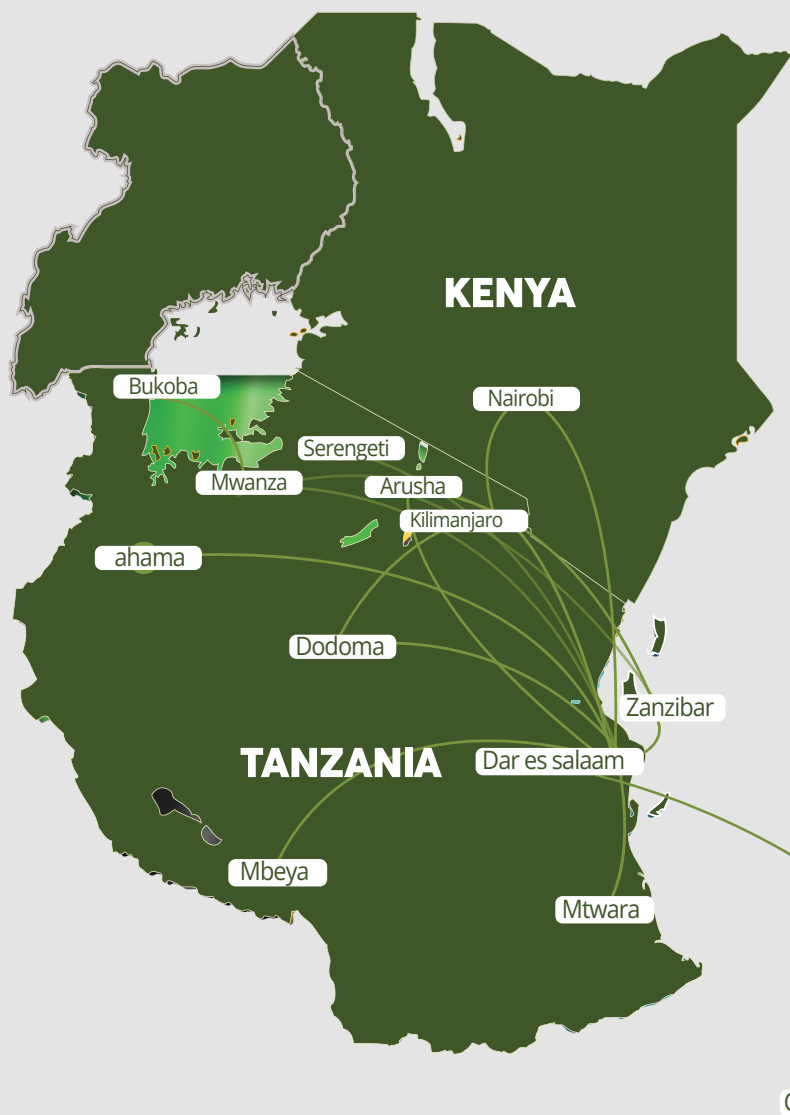 KENYA
Bukoba
Nairobi
Serengeti
Mwanza
Arusha
Kilimanjaro
ahama
Dodoma
Zanzibar
TANZANIA
Dar es salaam
Mbeya
Mtwara